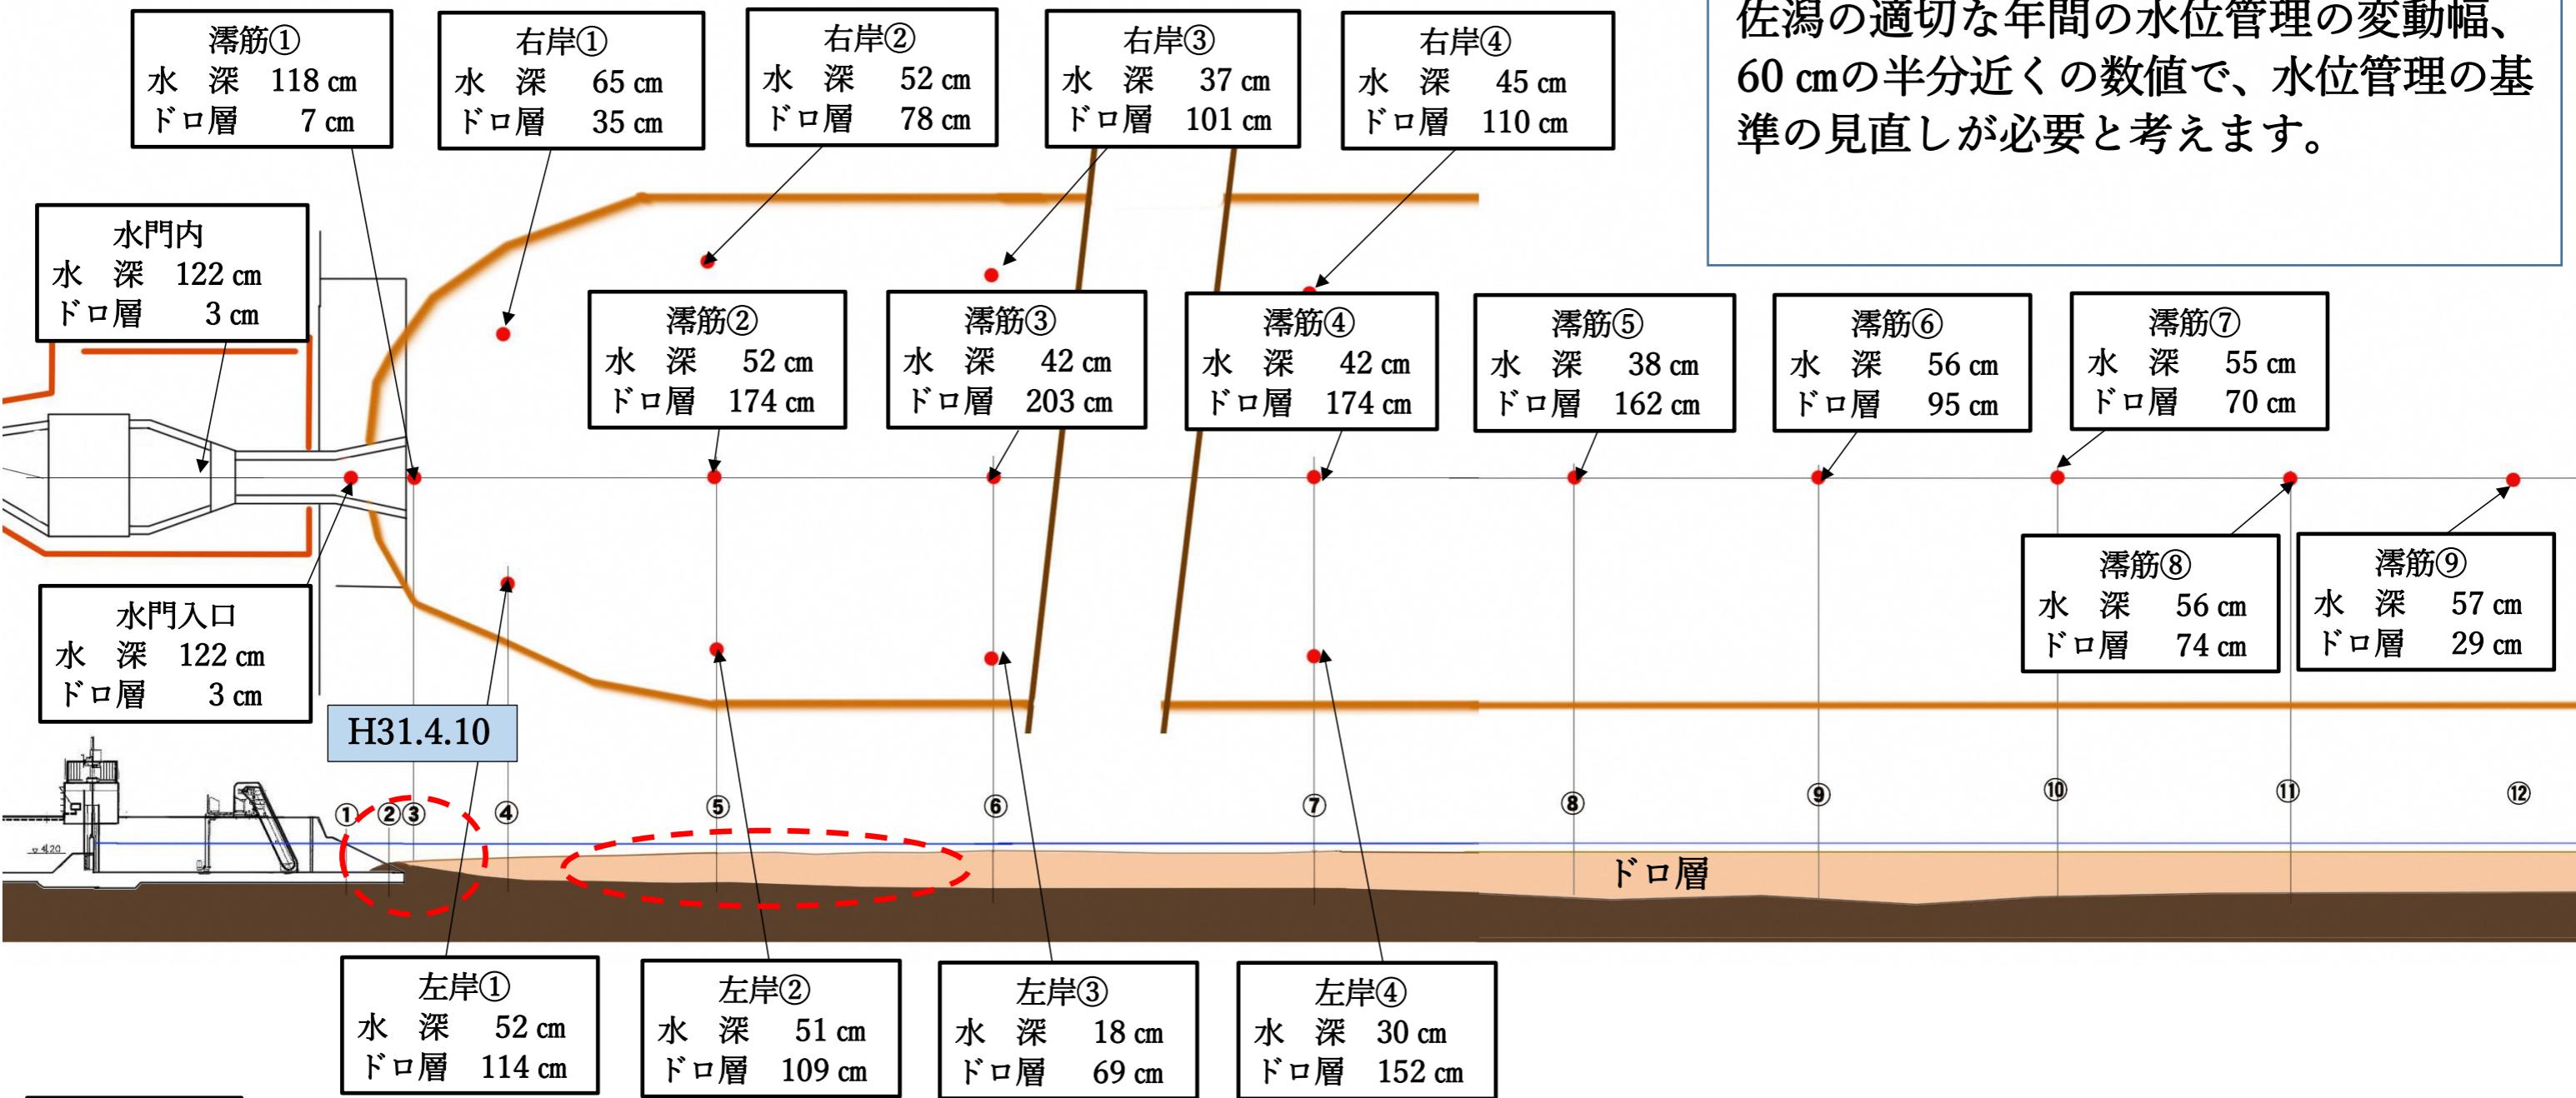 佐潟の適切な年間の水位管理の変動幅、
60 ㎝の半分近くの数値で、水位管理の基
準の見直しが必要と考えます。
澪筋①
水　深　118 ㎝
ドロ層　7 ㎝
右岸①
水　深　65 ㎝
ドロ層　35 ㎝
右岸②
水　深　52 ㎝
ドロ層　78 ㎝
右岸③
水　深　37 ㎝
ドロ層　101 ㎝
右岸④
水　深　45 ㎝
ドロ層　110 ㎝
水門内
水　深　122 ㎝
ドロ層　3 ㎝
澪筋②
水　深　52 ㎝
ドロ層　174 ㎝
澪筋③
水　深　42 ㎝
ドロ層　203 ㎝
澪筋④
水　深　42 ㎝
ドロ層　174 ㎝
澪筋⑤
水　深　38 ㎝
ドロ層　162 ㎝
澪筋⑥
水　深　56 ㎝
ドロ層　95 ㎝
澪筋⑦
水　深　55 ㎝
ドロ層　70 ㎝
水門入口
水　深　122 ㎝
ドロ層　3 ㎝
澪筋⑧
水　深　56 ㎝
ドロ層　74 ㎝
澪筋⑨
水　深　57 ㎝
ドロ層　29 ㎝
H31.4.10
① ② ③ ④ ⑤ ⑥ ⑦ ⑧ ⑨ ⑩ ⑪ ⑫
ドロ層
左岸①
水　深　52 ㎝
ドロ層　114 ㎝
左岸②
水　深　51 ㎝
ドロ層　109 ㎝
左岸③
水　深　18 ㎝
ドロ層　69 ㎝
左岸④
水　深　30 ㎝
ドロ層　152 ㎝